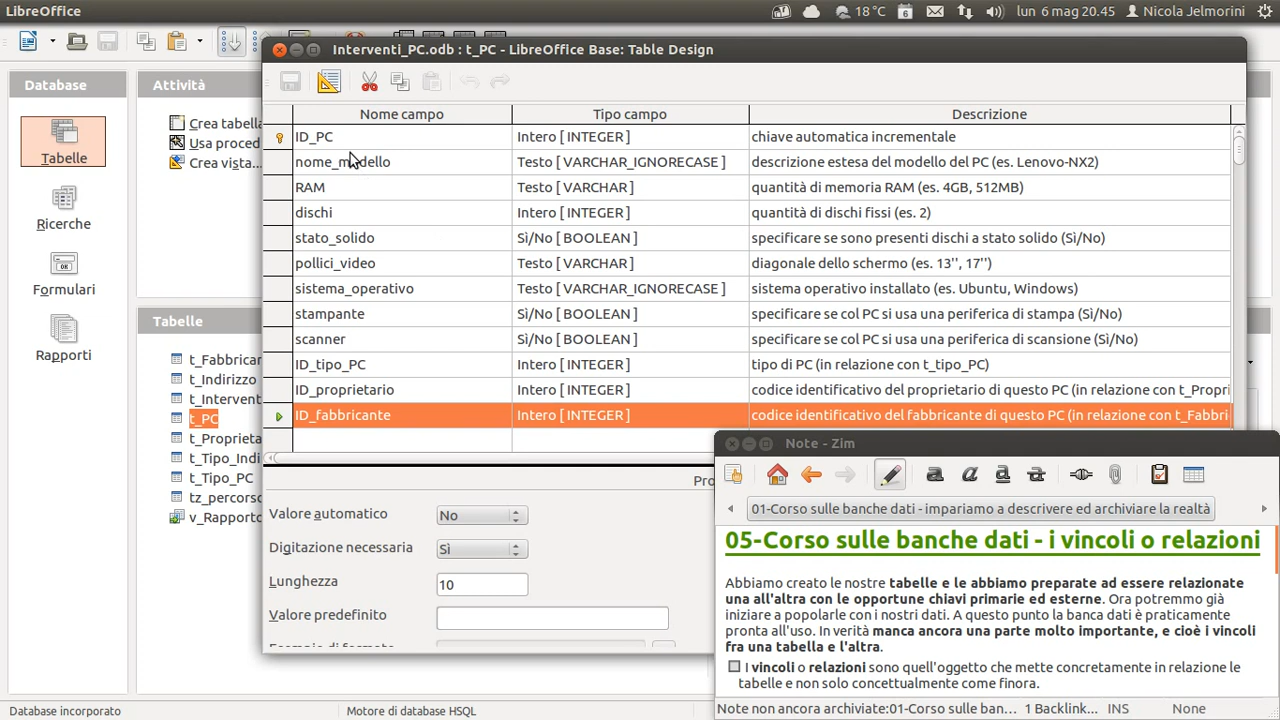 LibreOffice
18 °C
6
lun 6 mag 20.45
Nicola Jelmorini
Interventi_PC.odb : t_PC - LibreOffice Base: Table Design
Database
Tabelle
Ricerche
Formulari
Rapporti
Attività
Crea tabella
Usa proced
Crea vista...
Tabelle
t_Fabbricar
t_Indirizzo
t_Intervent
t_PC
t_Proprieta
t_Tipo_Indi
t_Tipo_PC
tz_percorso
v_Rapporto
Nome campo Tipo campo Descrizione
ID_PC Intero [ INTEGER ] chiave automatica incrementale
nome_modello Testo [ VARCHAR_IGNORECASE ] descrizione estesa del modello del PC (es. Lenovo-NX2)
RAM Testo [ VARCHAR ] quantità di memoria RAM (es. 4GB, 512MB)
dischi Intero [ INTEGER ] quantità di dischi fissi (es. 2)
stato_solido Sì/No [ BOOLEAN ] specificare se sono presenti dischi a stato solido (Sì/No)
pollici_video Testo [ VARCHAR ] diagonale dello schermo (es. 13'', 17'')
sistema_operativo Testo [ VARCHAR_IGNORECASE ] sistema operativo installato (es. Ubuntu, Windows)
stampante Sì/No [ BOOLEAN ] specificare se col PC si usa una periferica di stampa (Sì/No)
scanner Sì/No [ BOOLEAN ] specificare se col PC si usa una periferica di scansione (Sì/No)
ID_tipo_PC Intero [ INTEGER ] tipo di PC (in relazione con t_tipo_PC)
ID_proprietario Intero [ INTEGER ] codice identificativo del proprietario di questo PC (in relazione con t_Propri
ID_fabbricante Intero [ INTEGER ] codice identificativo del fabbricante di questo PC (in relazione con t_Fabbri
Pro
Valore automatico No
Digitazione necessaria Sì
Lunghezza 10
Valore predefinito
Note - Zim
01-Corso sulle banche dati - impariamo a descrivere ed archiviare la realtà
05-Corso sulle banche dati - i vincoli o relazioni
Abbiamo creato le nostre tabelle e le abbiamo preparate ad essere relazionate
una all'altra con le opportune chiavi primarie ed esterne. Ora potremmo già
iniziare a popolarle con i nostri dati. A questo punto la banca dati è praticamente
pronta all'uso. In verità manca ancora una parte molto importante, e cioè i vincoli
fra una tabella e l'altra.
I vincoli o relazioni sono quell'oggetto che mette concretamente in relazione le
tabelle e non solo concettualmente come finora.
Note non ancora archiviate:01-Corso sulle ban... 1 Backlink... INS None
Database incorporato Motore di database HSQL